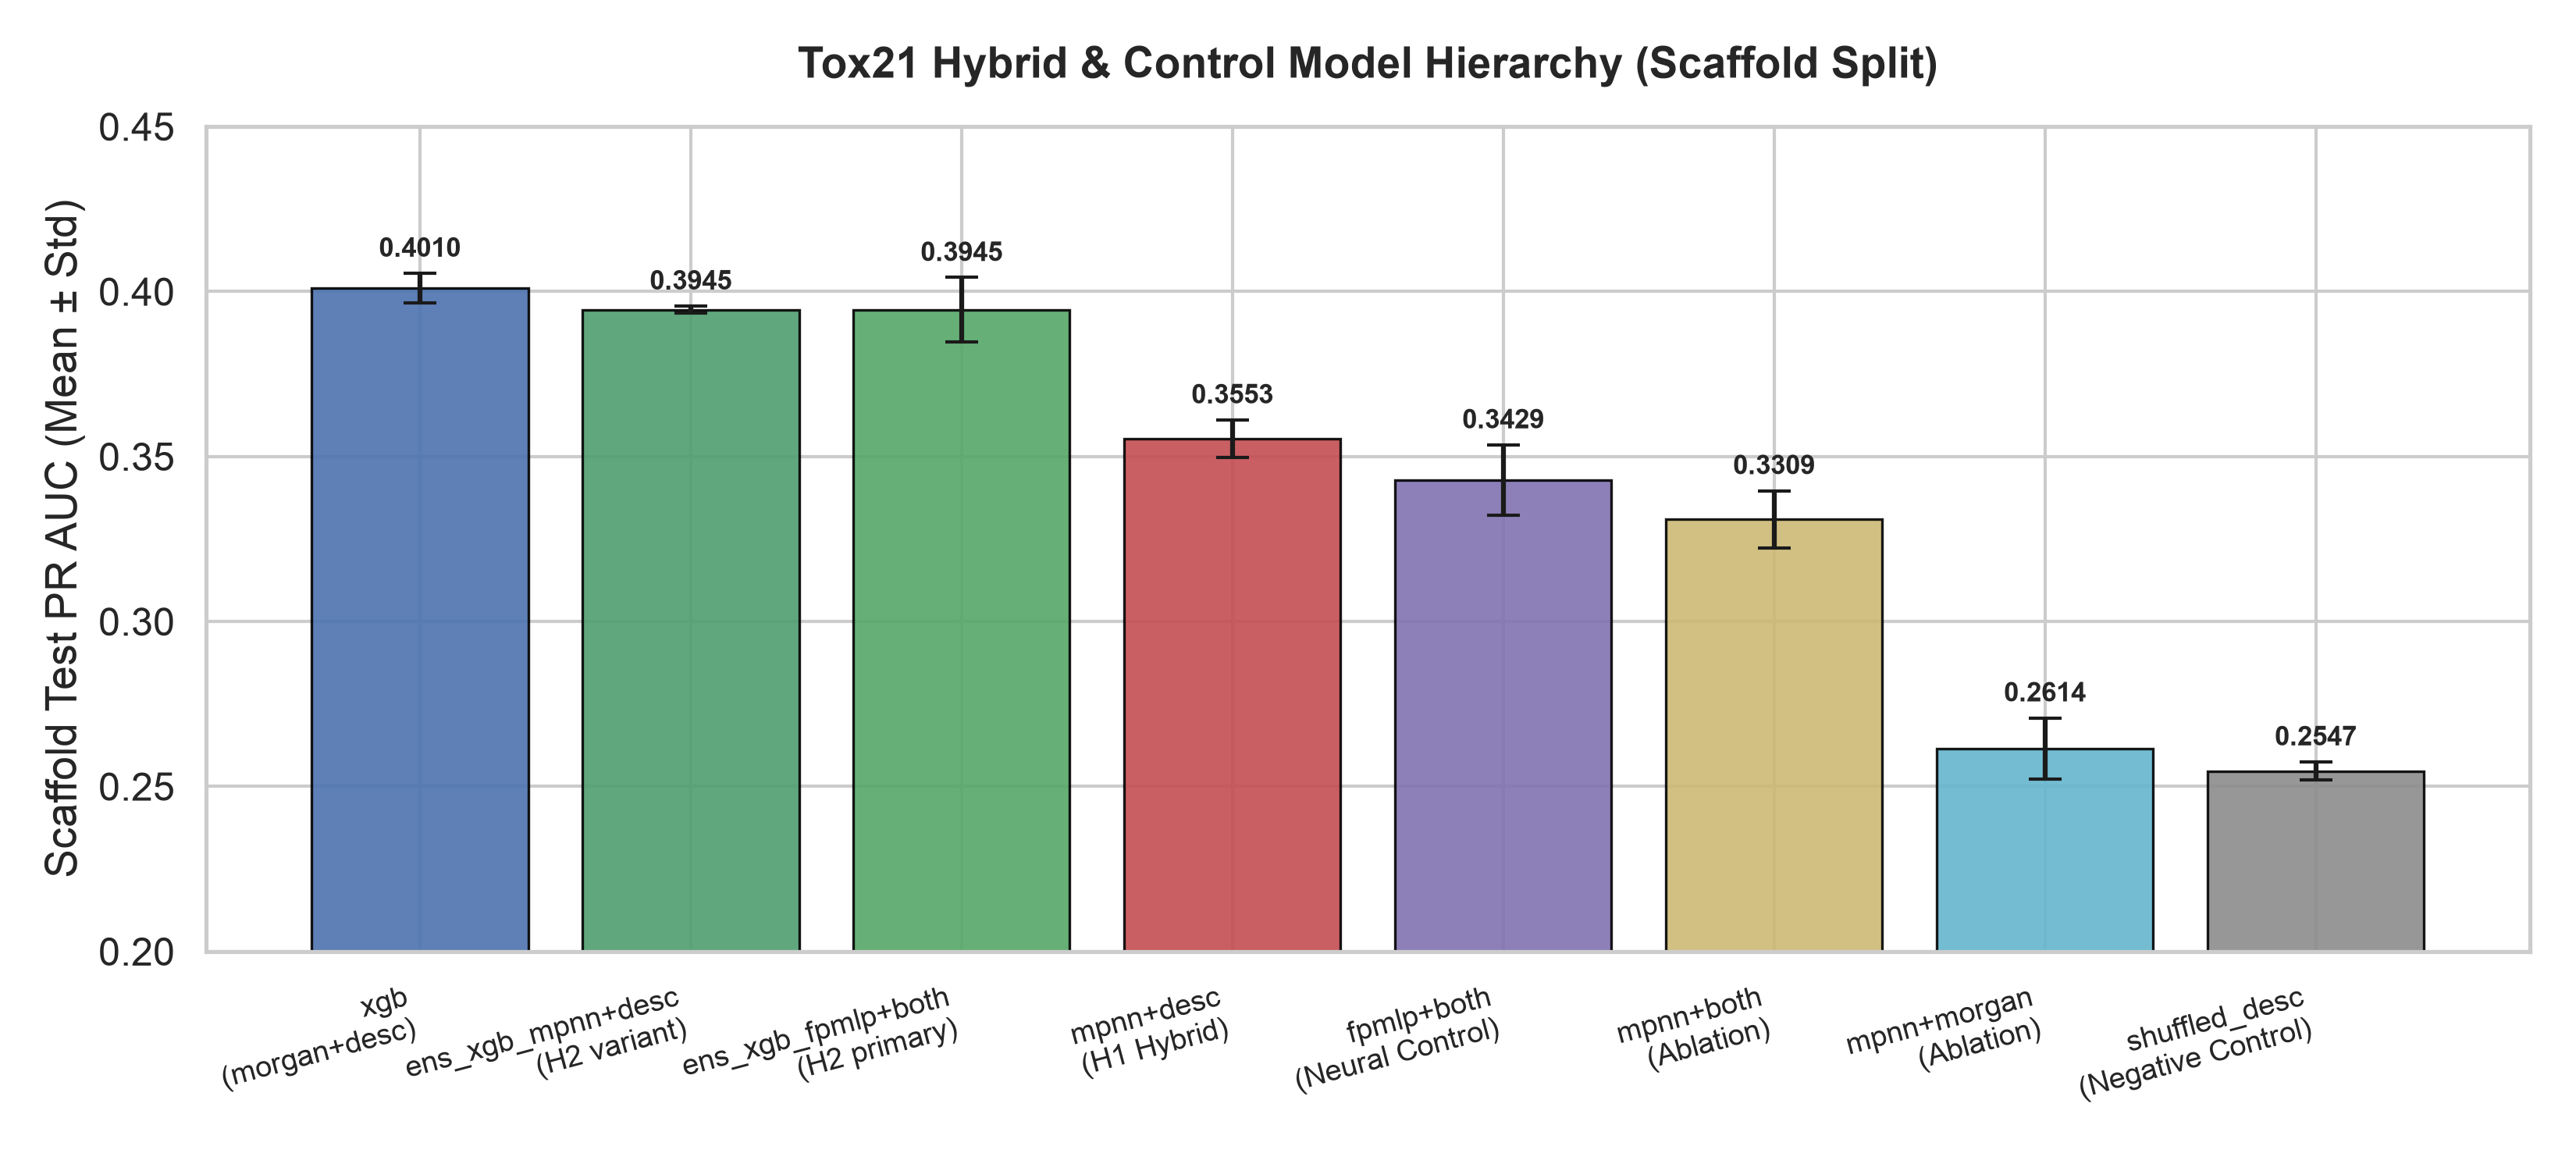 Tox21 Hybrid & Control Model Hierarchy (Scaffold Split)
Scaffold Test PR AUC (Mean ± Std)
0.45
0.40
0.35
0.30
0.25
0.20
0.4010
0.3945
0.3945
0.3553
0.3429
0.3309
0.2614
0.2547
xgb
(morgan+desc)
ens_xgb_mpnn+desc
(H2 variant)
ens_xgb_fpmlp+both
(H2 primary)
mpnn+desc
(H1 Hybrid)
fpmlp+both
(Neural Control)
mpnn+both
(Ablation)
mpnn+morgan
(Ablation)
shuffled_desc
(Negative Control)